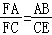 FA/FC = AB/CE